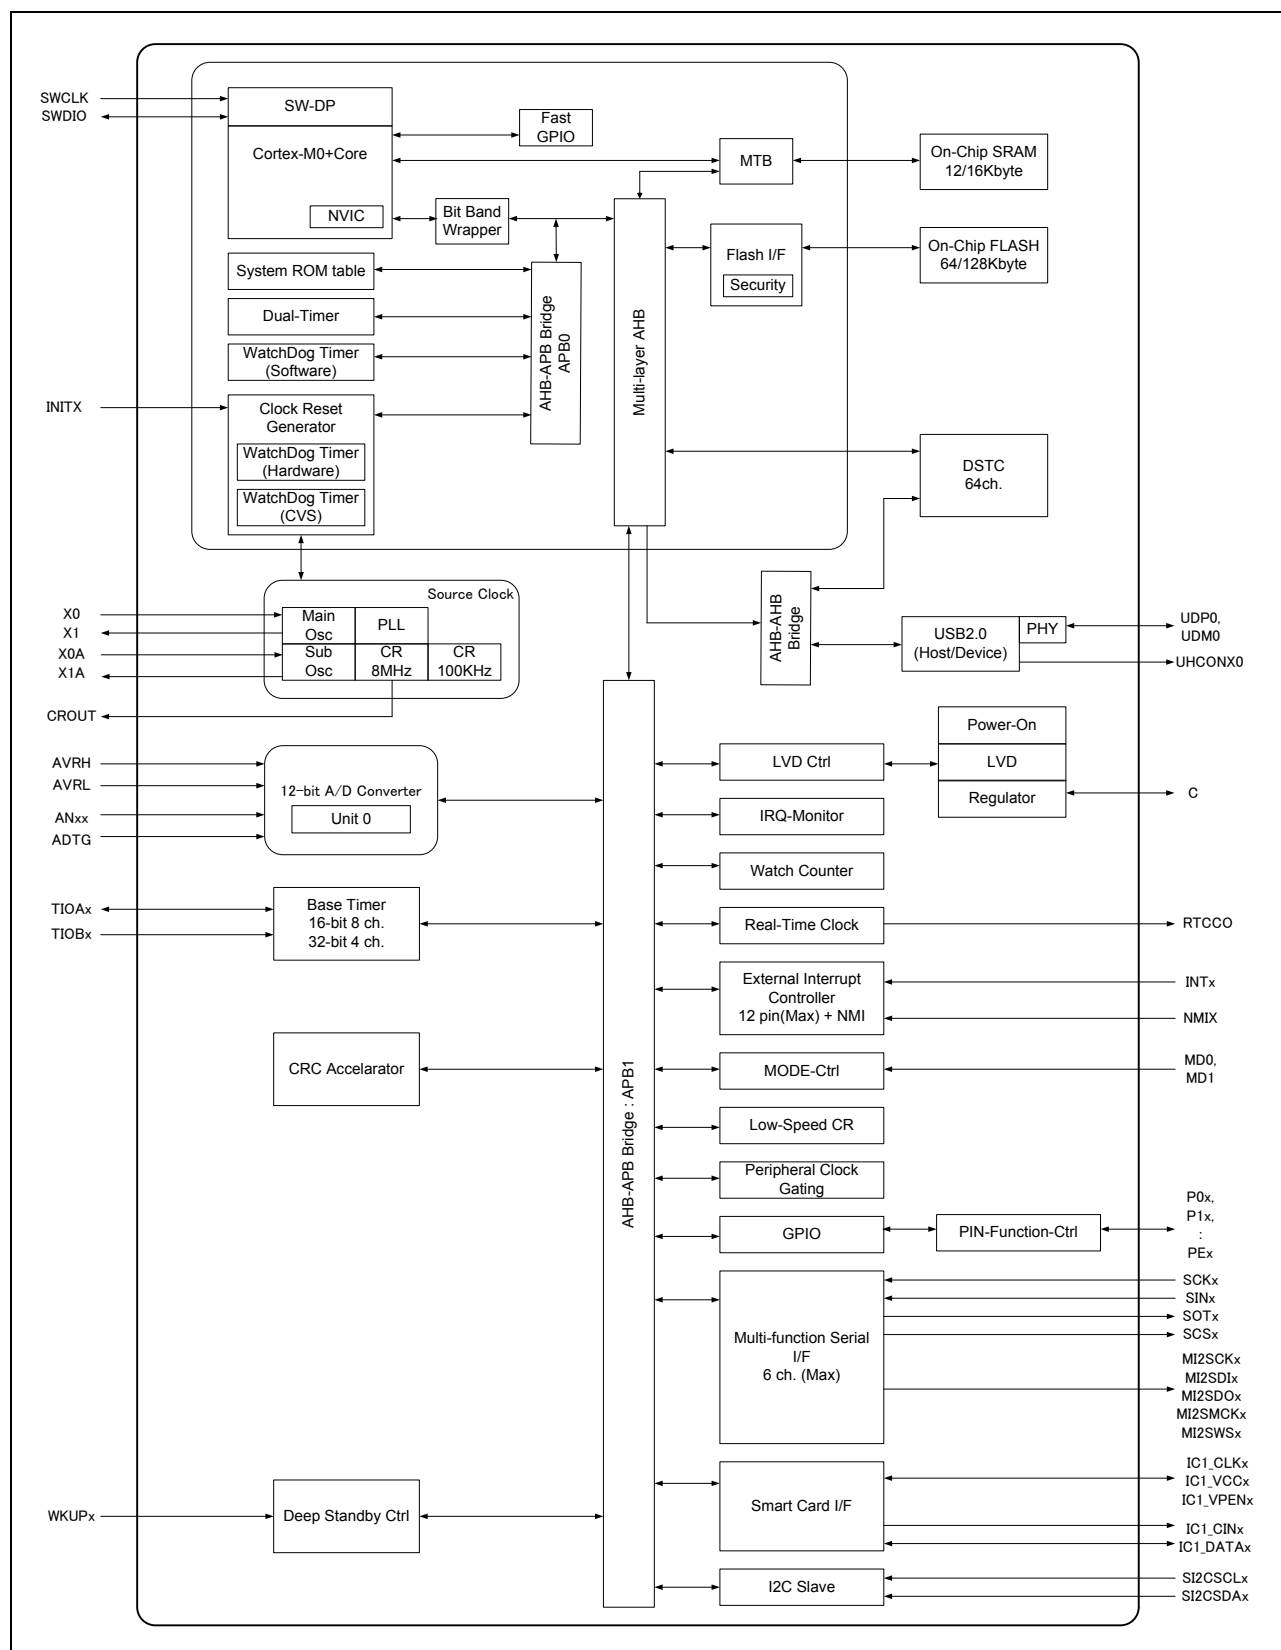 SWCLK
SWDIO
SW-DP
Cortex-M0+Core
NVIC
Fast
GPIO
Bit Band
Wrapper
MTB
On-Chip SRAM
12/16Kbyte
Flash I/F
Security
On-Chip FLASH
64/128Kbyte
System ROM table
Dual-Timer
WatchDog Timer
(Software)
AHB-APB Bridge
APB0
Multi-layer AHB
INITX
Clock Reset
Generator
WatchDog Timer
(Hardware)
WatchDog Timer
(CVS)
DSTC
64ch.
Source Clock
X0
X1
X0A
X1A
Main
Osc
PLL
Sub
Osc
CR
8MHz
CR
100KHz
CROUT
AHB-AHB
Bridge
USB2.0
(Host/Device)
PHY
UDP0,
UDM0
UHCONX0
AVRH
AVRL
ANxx
ADTG
12-bit A/D Converter
Unit 0
LVD Ctrl
Power-On
LVD
Regulator
C
IRQ-Monitor
Watch Counter
TIOAx
TIOBx
Base Timer
16-bit 8 ch.
32-bit 4 ch.
Real-Time Clock
RTCCO
External Interrupt
Controller
12 pin(Max) + NMI
INTx
NMIX
CRC Accelarator
AHB-APB Bridge : APB1
MODE-Ctrl
MD0,
MD1
Low-Speed CR
Peripheral Clock
Gating
GPIO
PIN-Function-Ctrl
P0x,
P1x,
:
PEx
Multi-function Serial
I/F
6 ch. (Max)
SCKx
SINx
SOTx
SCSx
MI2SCKx
MI2SDIx
MI2SDOx
MI2SMCKx
MI2SWSx
WKUPx
Deep Standby Ctrl
Smart Card I/F
IC1_CLKx
IC1_VCCx
IC1_VPENx
IC1_CINx
IC1_DATAx
I2C Slave
SI2CSCLx
SI2CSDAx